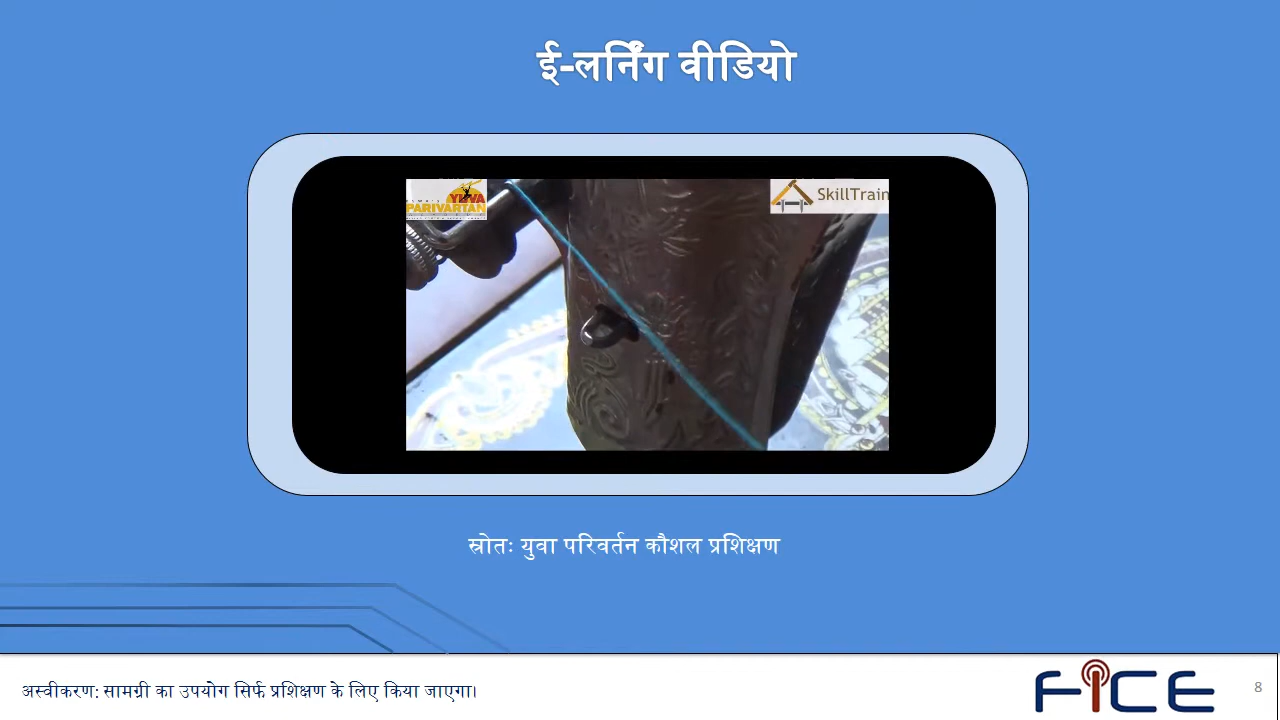 ई-लर्निंग वीडियो
YUVA
PARIVARTAN
SkillTrain
स्रोतः युवा परिवर्तन कौशल प्रशिक्षण
अस्वीकरण: सामग्री का उपयोग सिर्फ प्रशिक्षण के लिए किया जाएगा।
FICE
8